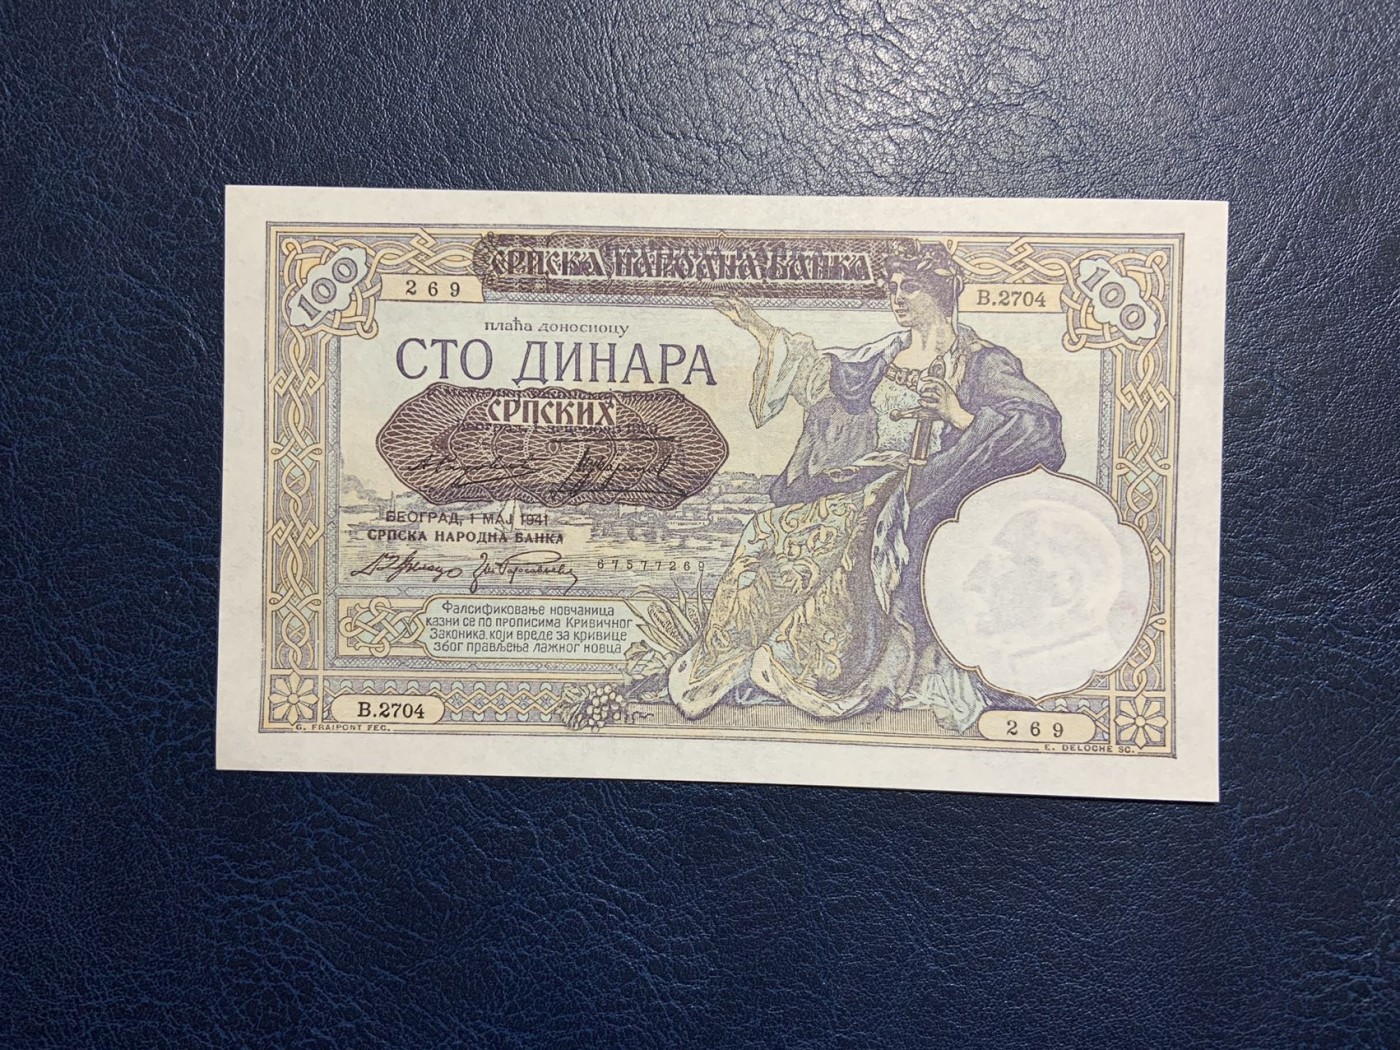 СРПСКА НАРОДНА БАНКА
100
100
269
B.2704
плаћа доносиоцу
СТО ДИНАРА
СРПСКИХ
БЕОГРАД, 1 МАЈ 1941
СРПСКА НАРОДНА БАНКА
67577269
Фалсификовање новчаница
казни се по прописима Кривичног
Законика, који вреде за кривице
због прављења лажног новца
B.2704
269
G. FRAIPONT FEC.
E. DELOCHE SC.